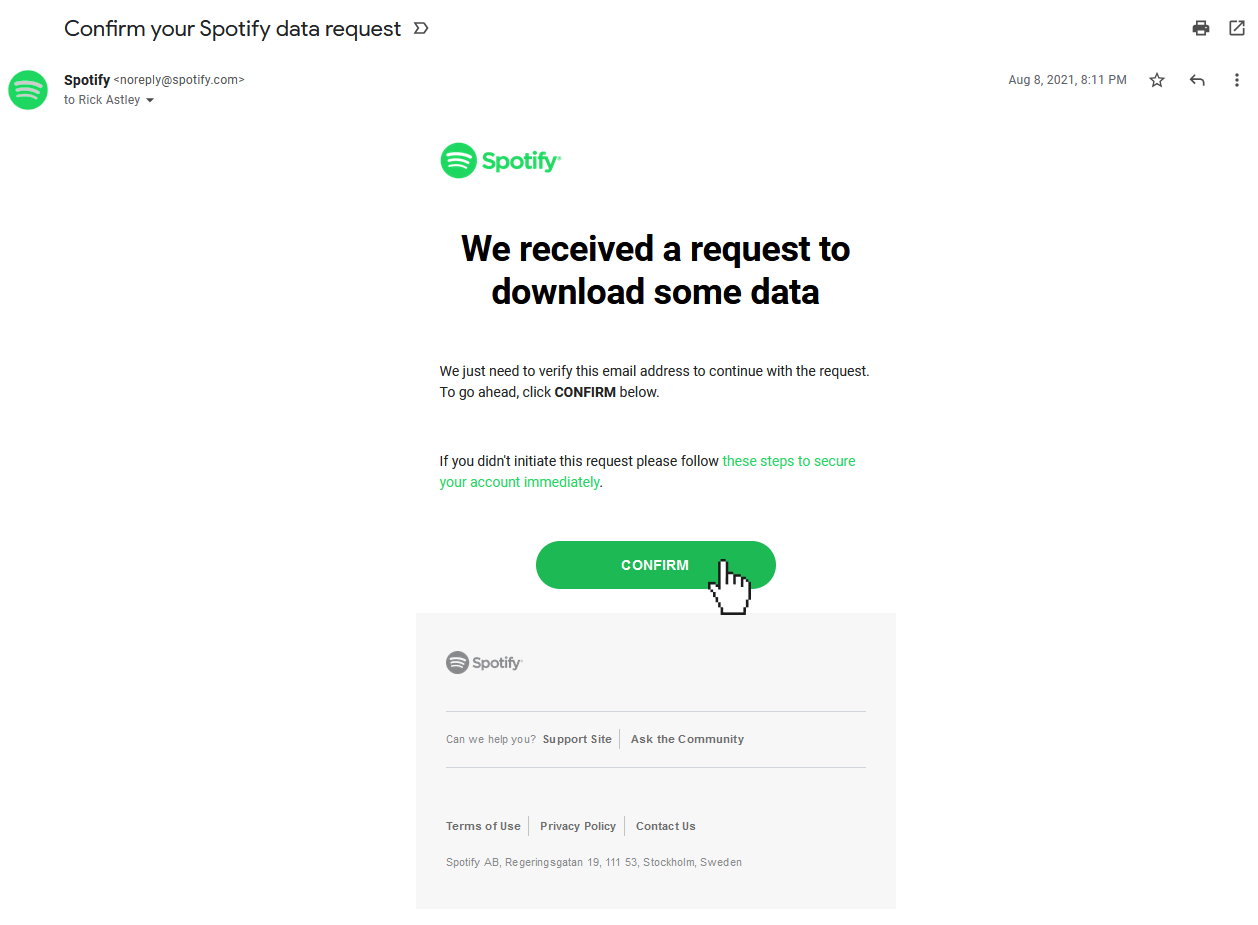 Confirm your Spotify data request
Spotify <noreply@spotify.com>
Aug 8, 2021, 8:11 PM
to Rick Astley
Spotify®
We received a request to
download some data
We just need to verify this email address to continue with the request.
To go ahead, click CONFIRM below.
If you didn't initiate this request please follow these steps to secure
your account immediately.
CONFIRM
Spotify®
Can we help you? Support Site Ask the Community
Terms of Use Privacy Policy Contact Us
Spotify AB, Regeringsgatan 19, 111 53, Stockholm, Sweden